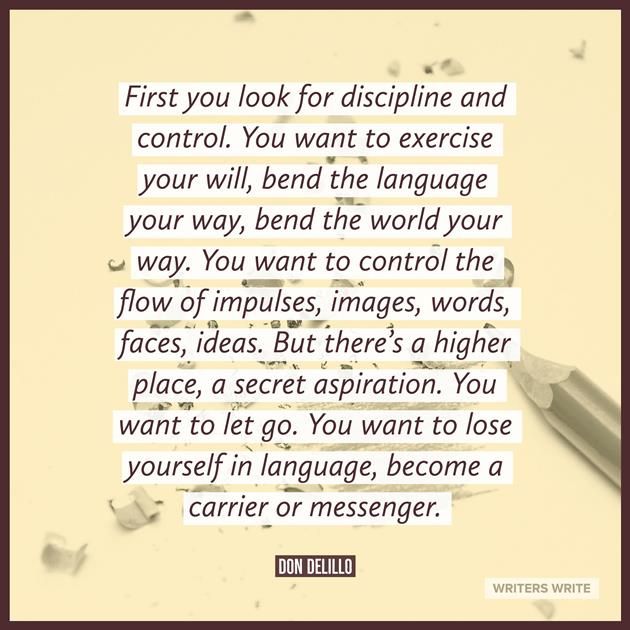 First you look for discipline and
control. You want to exercise
your will, bend the language
your way, bend the world your
way. You want to control the
flow of impulses, images, words,
faces, ideas. But there's a higher
place, a secret aspiration. You
want to let go. You want to lose
yourself in language, become a
carrier or messenger.
DON DELILLO
WRITERS WRITE